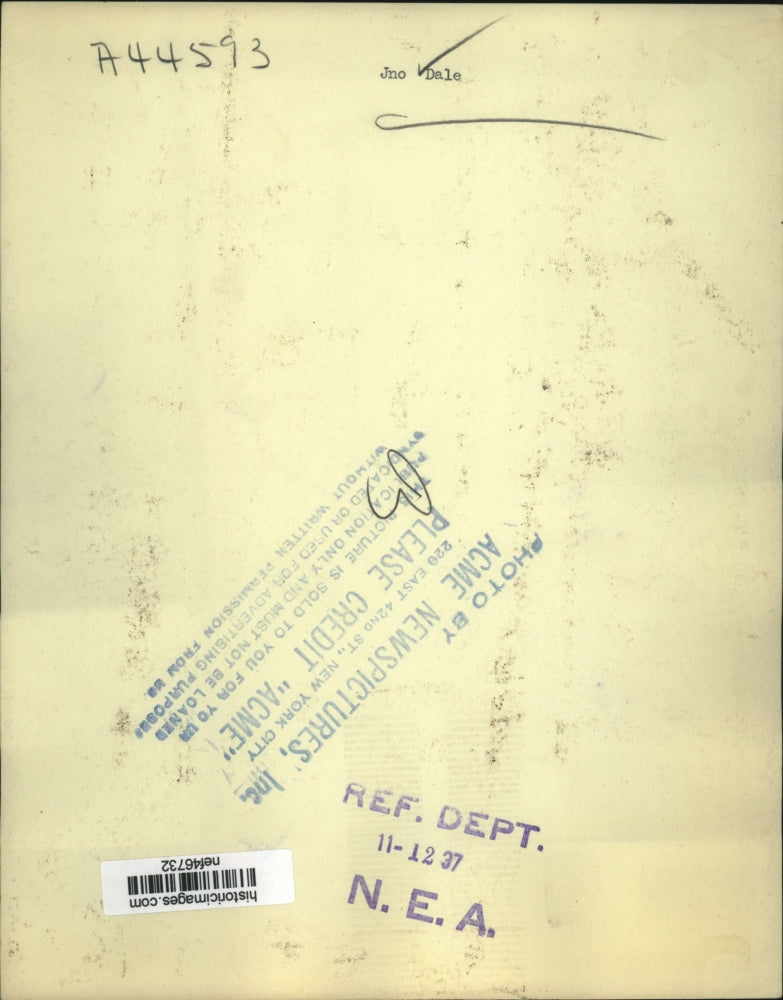 A44593
Jno Dale
PHOTO BY
ACME NEWSPICTURES, Inc.
220 EAST 42ND ST., NEW YORK CITY
PLEASE CREDIT "ACME"
THIS PICTURE IS SOLD TO YOU FOR YOUR
PUBLICATION ONLY AND MUST NOT BE LOANED
SYNDICATED OR USED FOR ADVERTISING PURPOSES
WITHOUT WRITTEN PERMISSION FROM US.
REF. DEPT.
11-12 37
N. E. A.
historicimages.com
nef46732